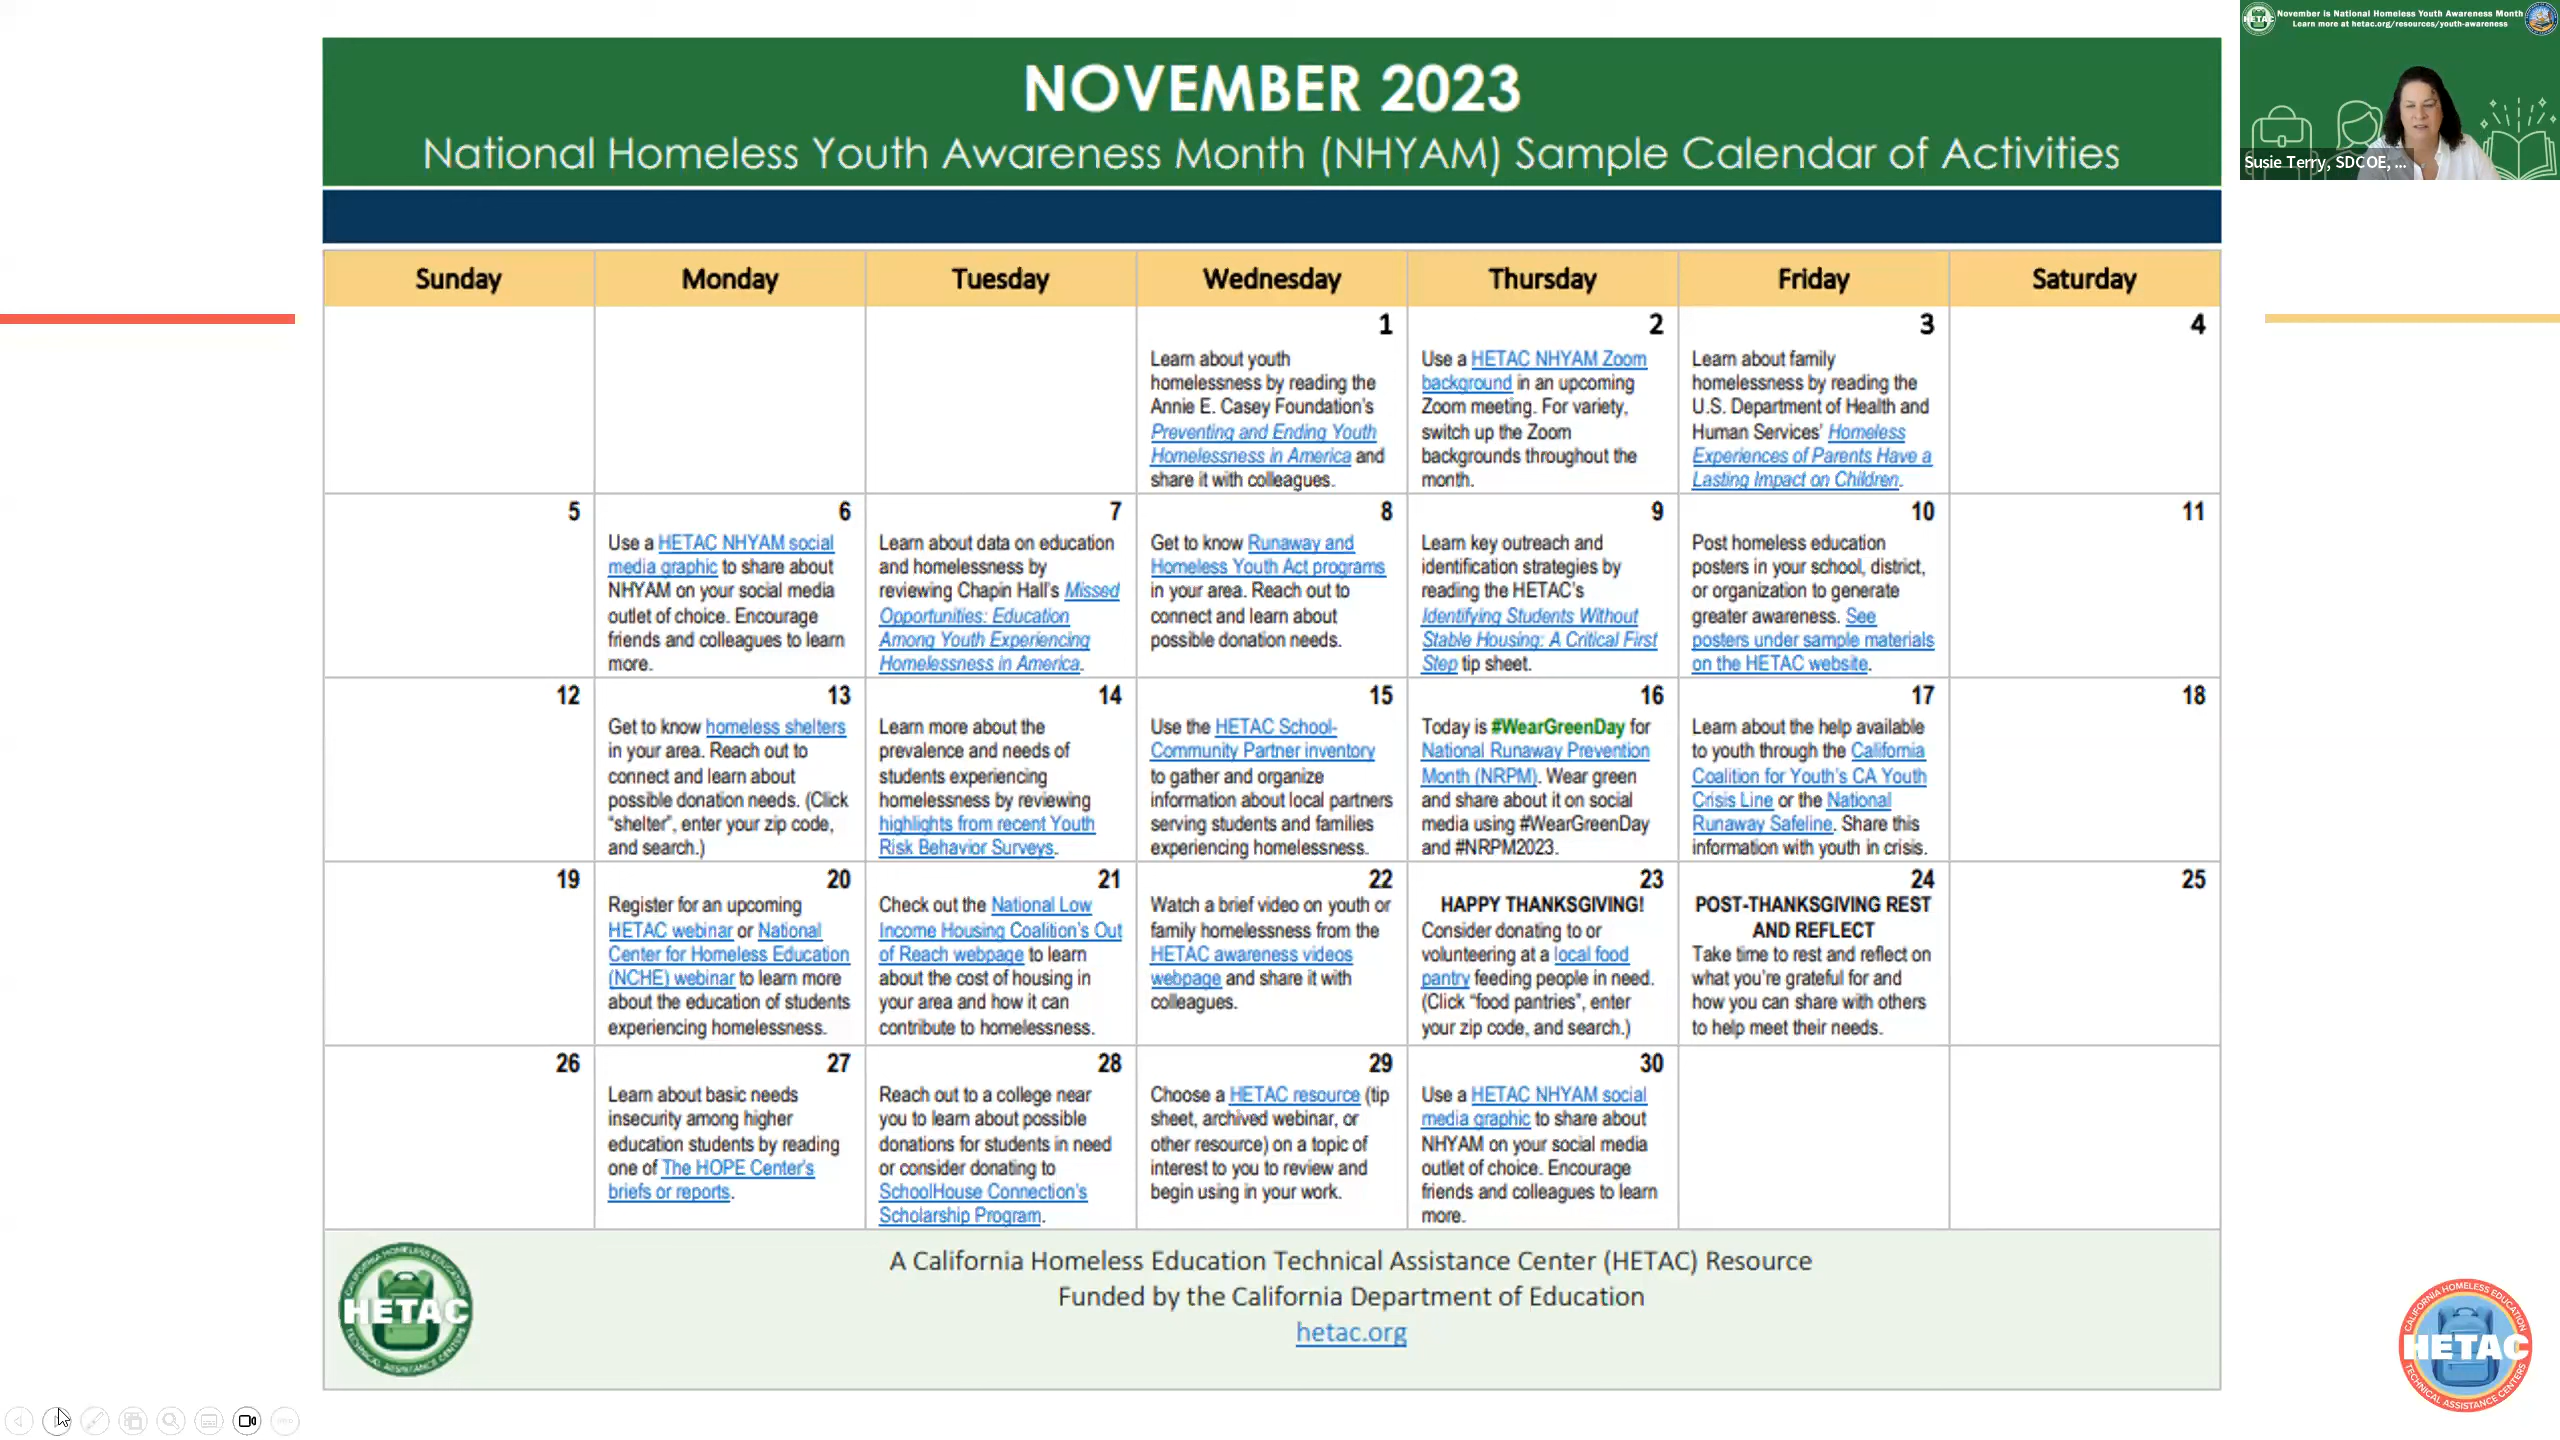 November is National Homeless Youth Awareness Month
Learn more at hetac.org/resources/youth-awareness
HETAC
Susie Terry, SDCOE, ...
NOVEMBER 2023
National Homeless Youth Awareness Month (NHYAM) Sample Calendar of Activities
Sunday
Monday
Tuesday
Wednesday
Thursday
Friday
Saturday
1
Learn about youth
homelessness by reading the
Annie E. Casey Foundation's
Preventing and Ending Youth
Homelessness in America and
share it with colleagues.
2
Use a HETAC NHYAM Zoom
background in an upcoming
Zoom meeting. For variety,
switch up the Zoom
backgrounds throughout the
month.
3
Learn about family
homelessness by reading the
U.S. Department of Health and
Human Services' Homeless
Experiences of Parents Have a
Lasting Impact on Children.
4
5
6
Use a HETAC NHYAM social
media graphic to share about
NHYAM on your social media
outlet of choice. Encourage
friends and colleagues to learn
more.
7
Learn about data on education
and homelessness by
reviewing Chapin Hall's Missed
Opportunities: Education
Among Youth Experiencing
Homelessness in America.
8
Get to know Runaway and
Homeless Youth Act programs
in your area. Reach out to
connect and learn about
possible donation needs.
9
Learn key outreach and
identification strategies by
reading the HETAC's
Identifying Students Without
Stable Housing: A Critical First
Step tip sheet.
10
Post homeless education
posters in your school, district,
or organization to generate
greater awareness. See
posters under sample materials
on the HETAC website.
11
12
13
Get to know homeless shelters
in your area. Reach out to
connect and learn about
possible donation needs. (Click
"shelter", enter your zip code,
and search.)
14
Learn more about the
prevalence and needs of
students experiencing
homelessness by reviewing
highlights from recent Youth
Risk Behavior Surveys.
15
Use the HETAC School-
Community Partner inventory
to gather and organize
information about local partners
serving students and families
experiencing homelessness.
16
Today is #WearGreenDay for
National Runaway Prevention
Month (NRPM). Wear green
and share about it on social
media using #WearGreenDay
and #NRPM2023.
17
Learn about the help available
to youth through the California
Coalition for Youth's CA Youth
Crisis Line or the National
Runaway Safeline. Share this
information with youth in crisis.
18
19
20
Register for an upcoming
HETAC webinar or National
Center for Homeless Education
(NCHE) webinar to learn more
about the education of students
experiencing homelessness.
21
Check out the National Low
Income Housing Coalition's Out
of Reach webpage to learn
about the cost of housing in
your area and how it can
contribute to homelessness.
22
Watch a brief video on youth or
family homelessness from the
HETAC awareness videos
webpage and share it with
colleagues.
23
HAPPY THANKSGIVING!
Consider donating to or
volunteering at a local food
pantry feeding people in need.
(Click "food pantries", enter
your zip code, and search.)
24
POST-THANKSGIVING REST
AND REFLECT
Take time to rest and reflect on
what you're grateful for and
how you can share with others
to help meet their needs.
25
26
27
Learn about basic needs
insecurity among higher
education students by reading
one of The HOPE Center's
briefs or reports.
28
Reach out to a college near
you to learn about possible
donations for students in need
or consider donating to
SchoolHouse Connection's
Scholarship Program.
29
Choose a HETAC resource (tip
sheet, archived webinar, or
other resource) on a topic of
interest to you to review and
begin using in your work.
30
Use a HETAC NHYAM social
media graphic to share about
NHYAM on your social media
outlet of choice. Encourage
friends and colleagues to learn
more.
CALIFORNIA HOMELESS EDUCATION
HETAC
TECHNICAL ASSISTANCE CENTERS
A California Homeless Education Technical Assistance Center (HETAC) Resource
Funded by the California Department of Education
hetac.org
CALIFORNIA HOMELESS EDUCATION
HETAC
TECHNICAL ASSISTANCE CENTERS